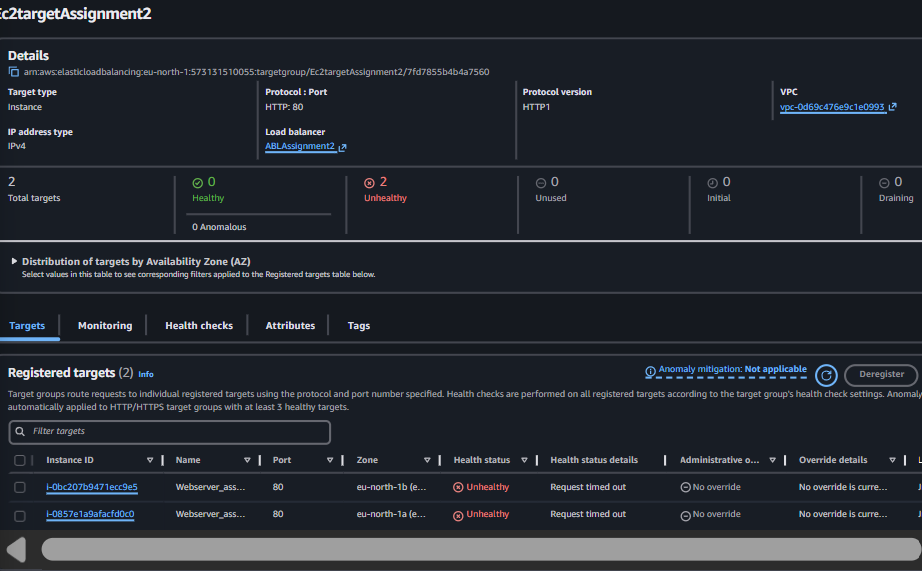 Ec2targetAssignment2
Details
arn:aws:elasticloadbalancing:eu-north-1:573131510055:targetgroup/Ec2targetAssignment2/7fd7855b4b4a7560
Target type
Instance
Protocol : Port
HTTP: 80
Protocol version
HTTP1
VPC
vpc-0d69c476e9c1e0993
IP address type
IPv4
Load balancer
ABLAssignment2
2
Total targets
0
Healthy
0 Anomalous
2
Unhealthy
0
Unused
0
Initial
0
Draining
Distribution of targets by Availability Zone (AZ)
Select values in this table to see corresponding filters applied to the Registered targets table below.
Targets Monitoring Health checks Attributes Tags
Registered targets (2) Info
Anomaly mitigation: Not applicable
Deregister
Target groups route requests to individual registered targets using the protocol and port number specified. Health checks are performed on all registered targets according to the target group's health check settings. Anomaly
automatically applied to HTTP/HTTPS target groups with at least 3 healthy targets.
Filter targets
Instance ID Name Port Zone Health status Health status details Administrative o... Override details
i-0bc207b9471ecc9e5 Webserver_ass... 80 eu-north-1b (e... Unhealthy Request timed out No override No override is curre...
i-0857e1a9afacfd0c0 Webserver_ass... 80 eu-north-1a (e... Unhealthy Request timed out No override No override is curre...